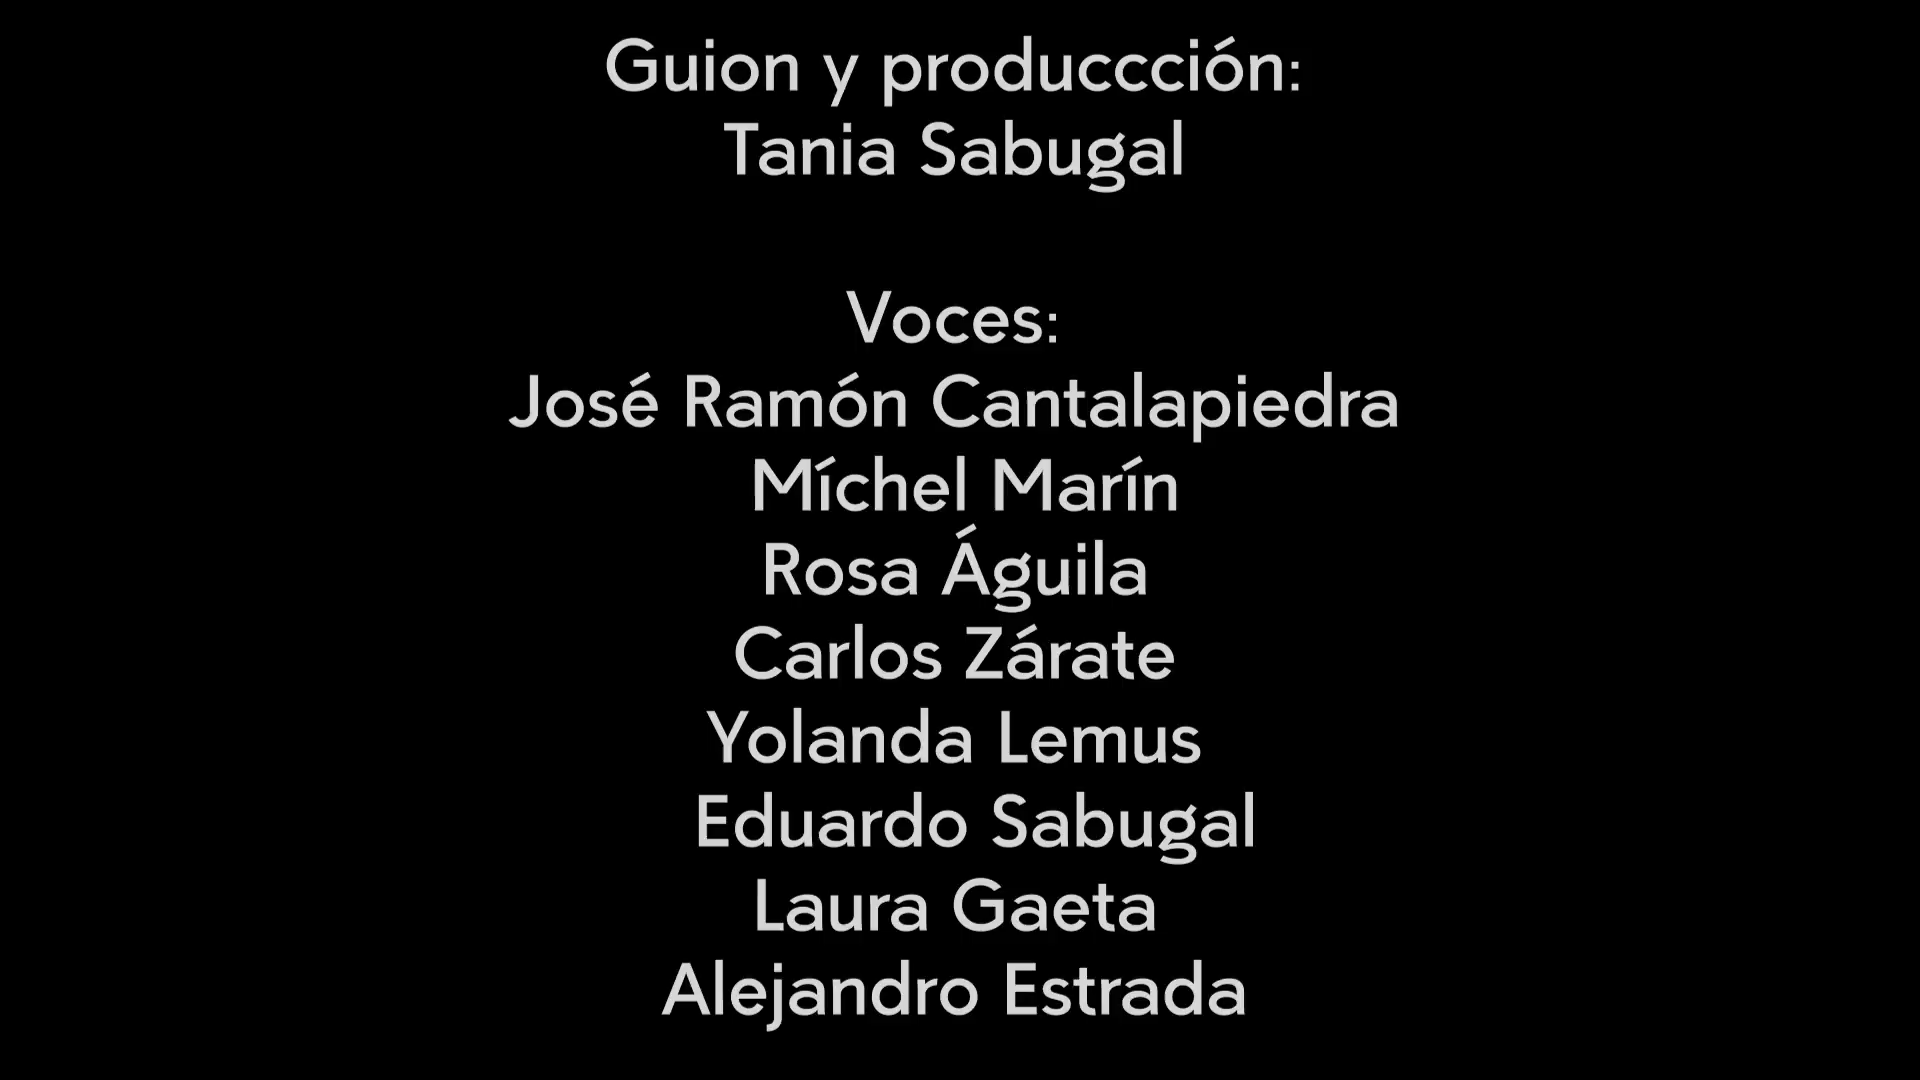 Guion y produccción:
Tania Sabugal
Voces:
José Ramón Cantalapiedra
Míchel Marín
Rosa Águila
Carlos Zárate
Yolanda Lemus
Eduardo Sabugal
Laura Gaeta
Alejandro Estrada